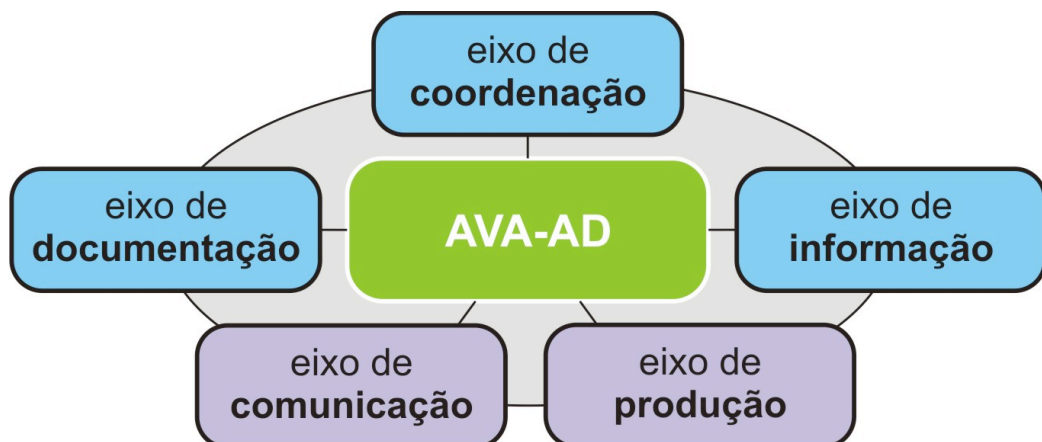 eixo de
coordenação
eixo de
documentação
AVA-AD
eixo de
informação
eixo de
comunicação
eixo de
produção